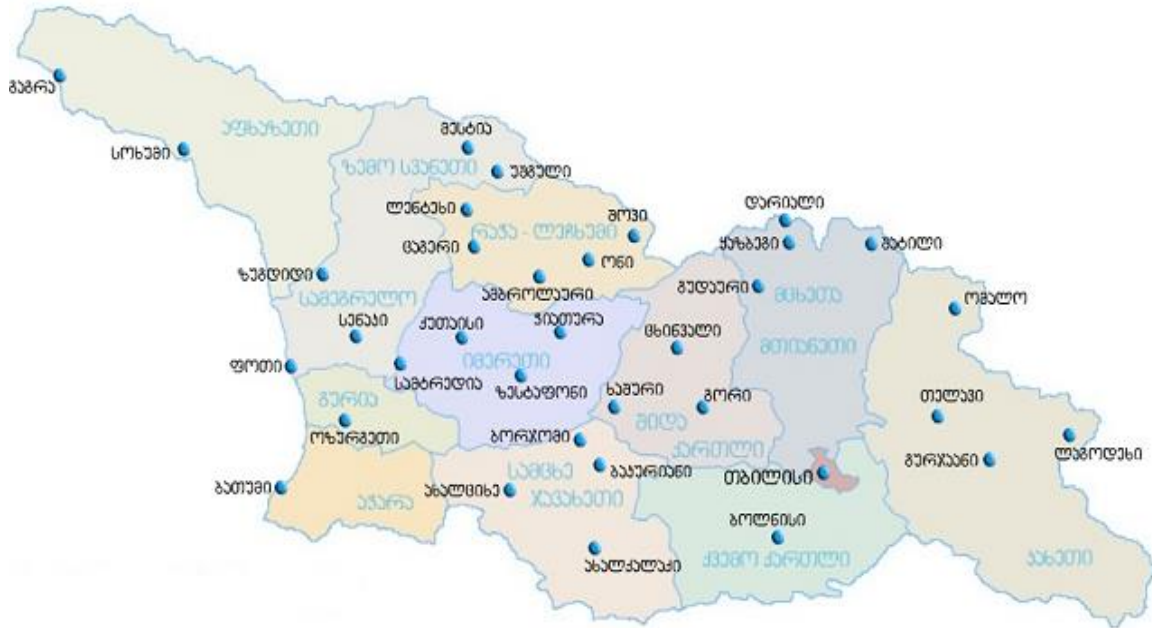 გაგრა
აფხაზეთი
სოხუმი
მესტია
ზემო სვანეთი
უშგული
ლენტეხი
რაჭა - ლეჩხუმი
შოვი
ცაგერი
ონი
ამბროლაური
დარიალი
ყაზბეგი
შატილი
გუდაური
მცხეთა
მთიანეთი
ომალო
ზუგდიდი
სამეგრელო
სენაკი
ქუთაისი
ჭიათურა
იმერეთი
ცხინვალი
ფოთი
სამტრედია
ზესტაფონი
ხაშური
გორი
შიდა
ქართლი
თელავი
გურია
ოზურგეთი
ბორჯომი
ლაგოდეხი
გურჯაანი
სამცხე
ჯავახეთი
ბაკურიანი
თბილისი
ბათუმი
აჭარა
ახალციხე
ბოლნისი
ახალქალაქი
ქვემო ქართლი
კახეთი